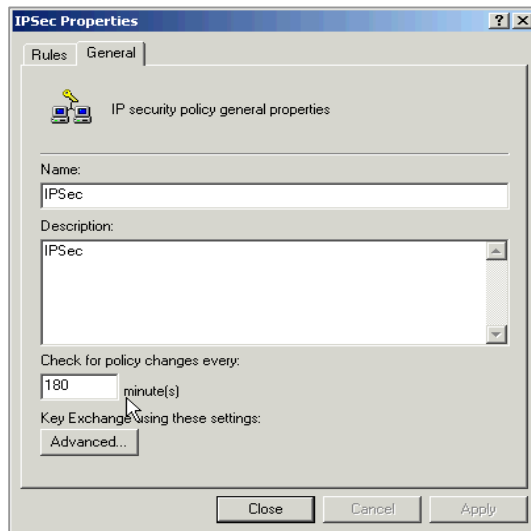 IPSec Properties
Rules
General
IP security policy general properties
Name:
IPSec
Description:
IPSec
Check for policy changes every:
180 minute(s)
Key Exchange using these settings:
Advanced...
Close Cancel Apply